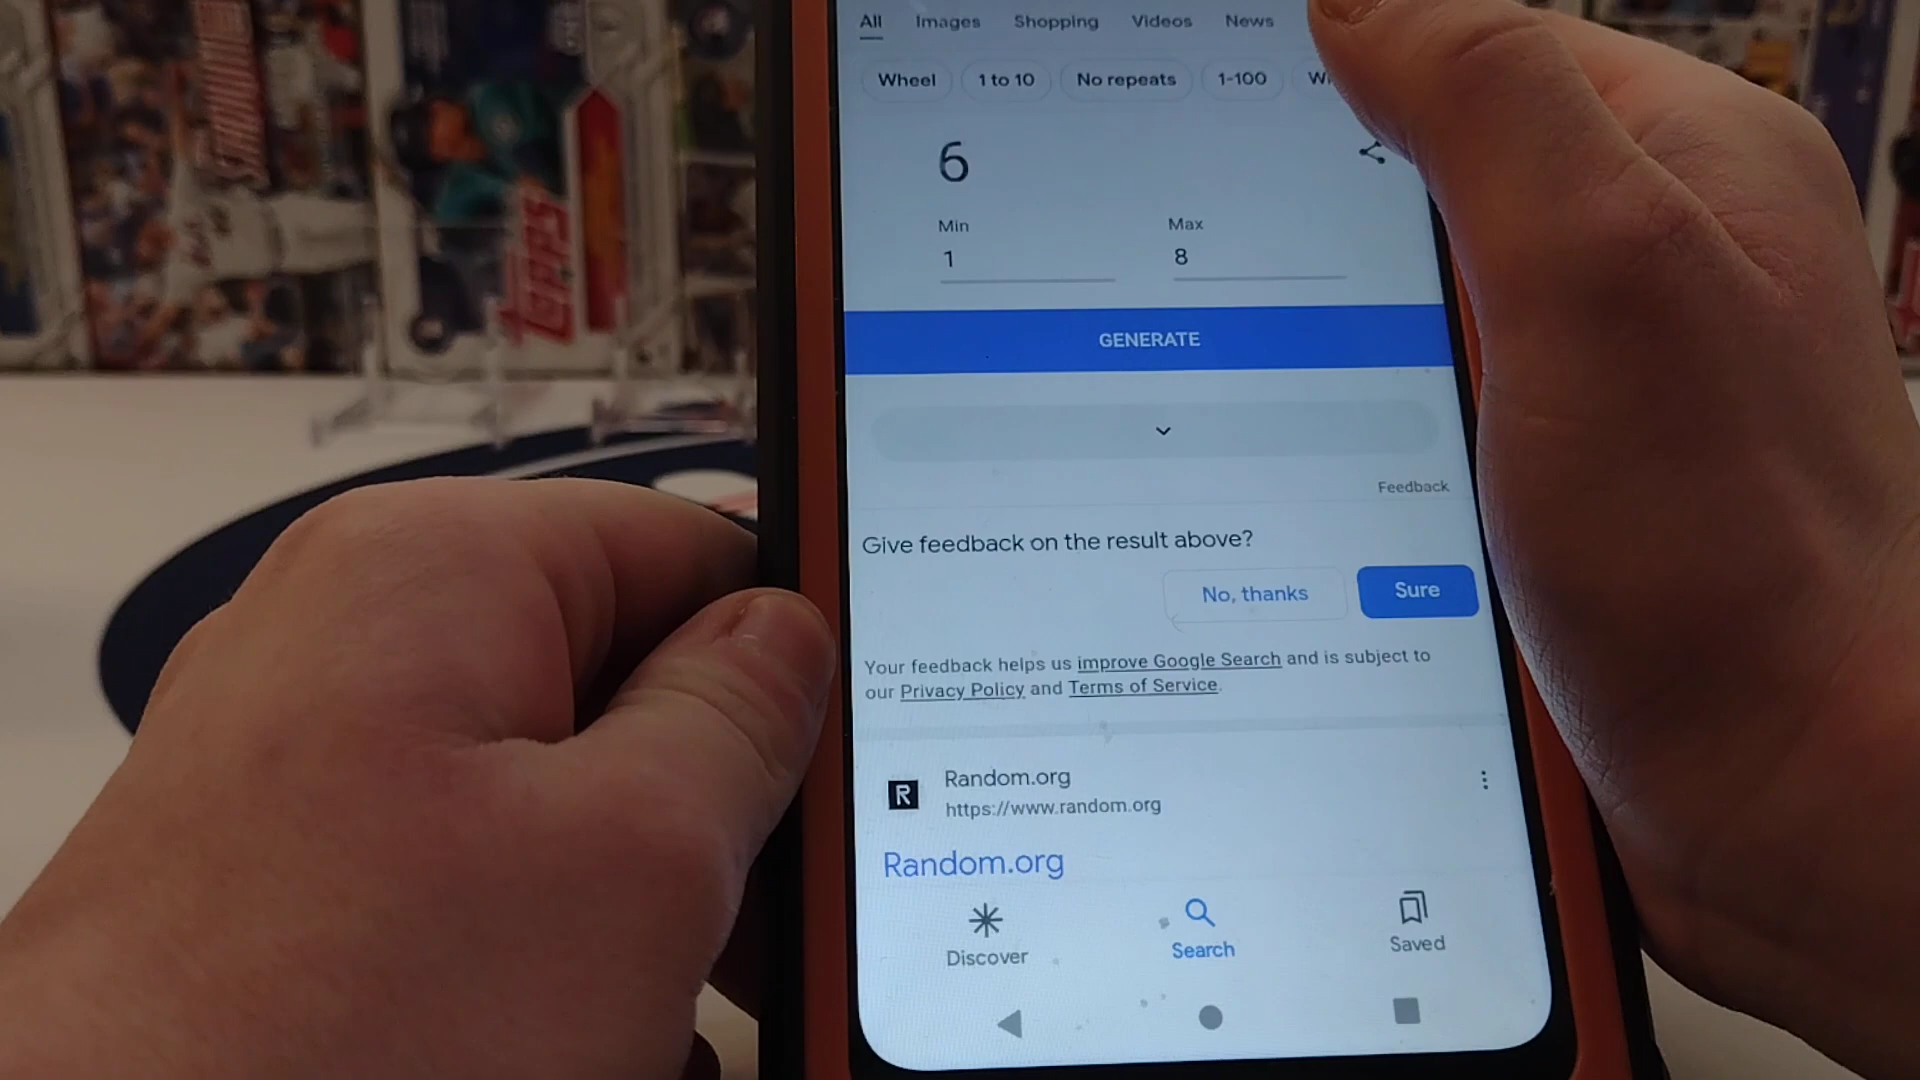 All Images Shopping Videos News
Wheel 1 to 10 No repeats 1-100
6
Min Max
1 8
GENERATE
Feedback
Give feedback on the result above?
No, thanks Sure
Your feedback helps us improve Google Search and is subject to
our Privacy Policy and Terms of Service.
R Random.org
https://www.random.org
Random.org
Discover Search Saved
topps